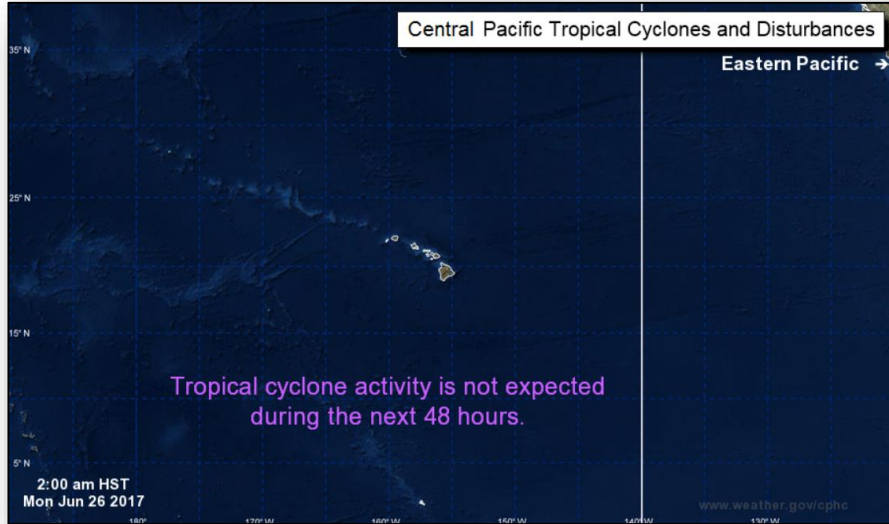 Central Pacific Tropical Cyclones and Disturbances
35° N
Eastern Pacific →
25° N
15° N
Tropical cyclone activity is not expected
during the next 48 hours.
5° N
2:00 am HST
Mon Jun 26 2017
www.weather.gov/cphc
180° 170° W 160° W 150° W 140° W 130° W